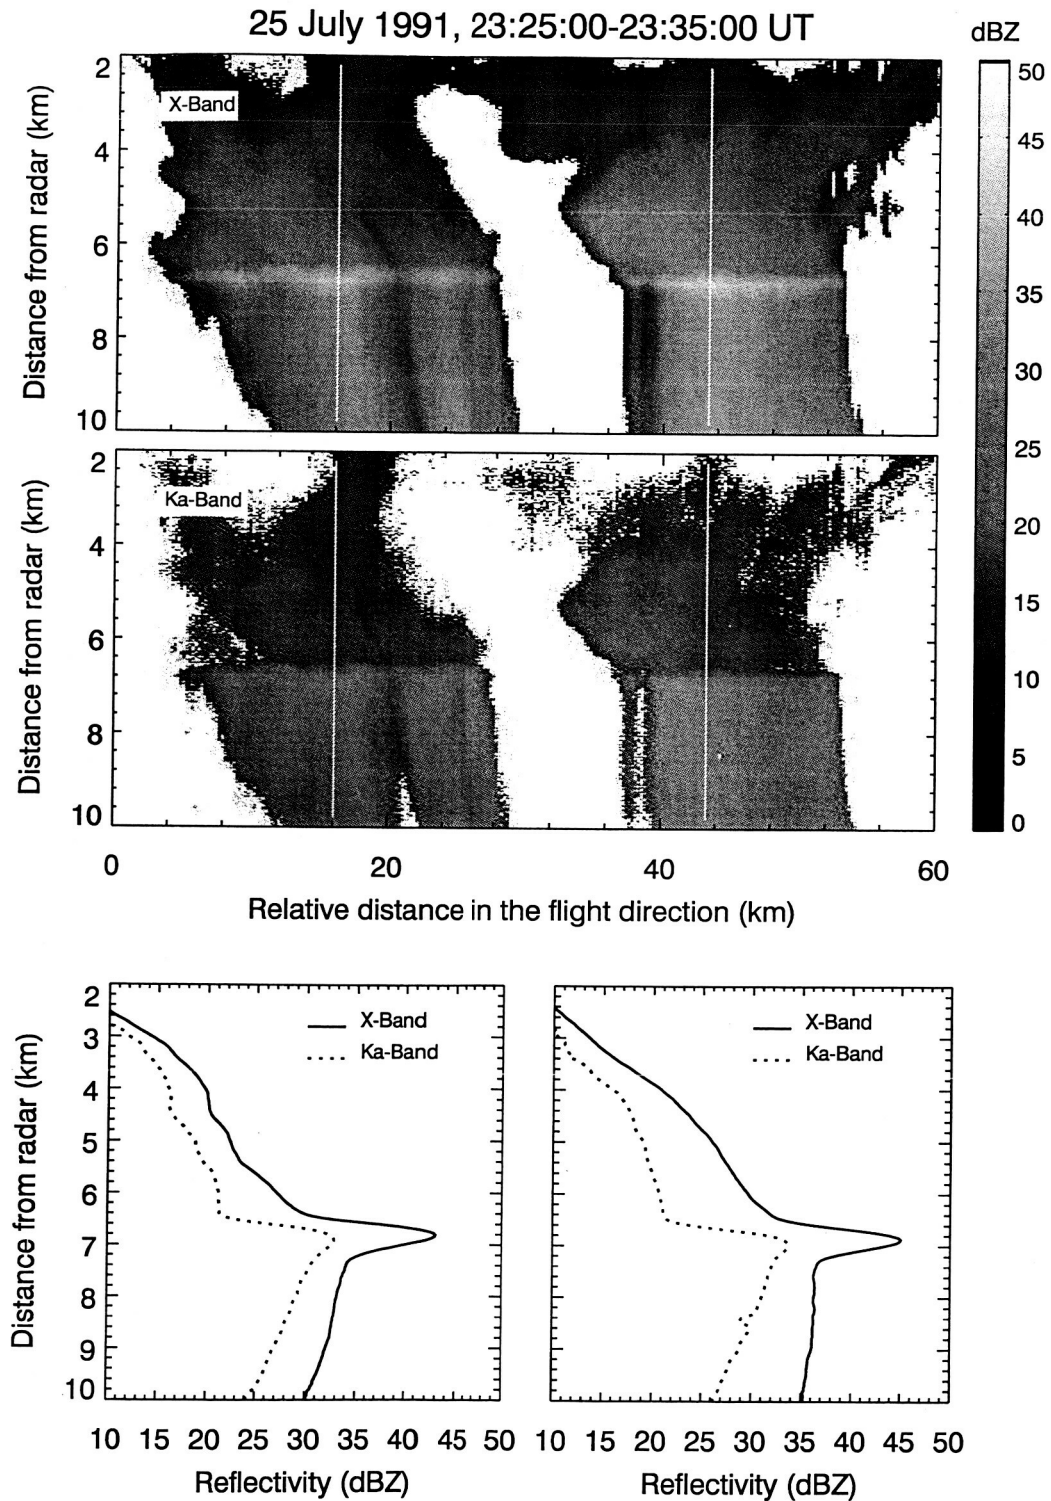 25 July 1991, 23:25:00-23:35:00 UT
dBZ
X-Band
Distance from radar (km)
2
4
6
8
10
50
45
40
35
30
25
20
15
10
5
0
Ka-Band
Distance from radar (km)
2
4
6
8
10
0 20 40 60
Relative distance in the flight direction (km)
Distance from radar (km)
2
3
4
5
6
7
8
9
10
X-Band
Ka-Band
10 15 20 25 30 35 40 45 50
Reflectivity (dBZ)
X-Band
Ka-Band
10 15 20 25 30 35 40 45 50
Reflectivity (dBZ)